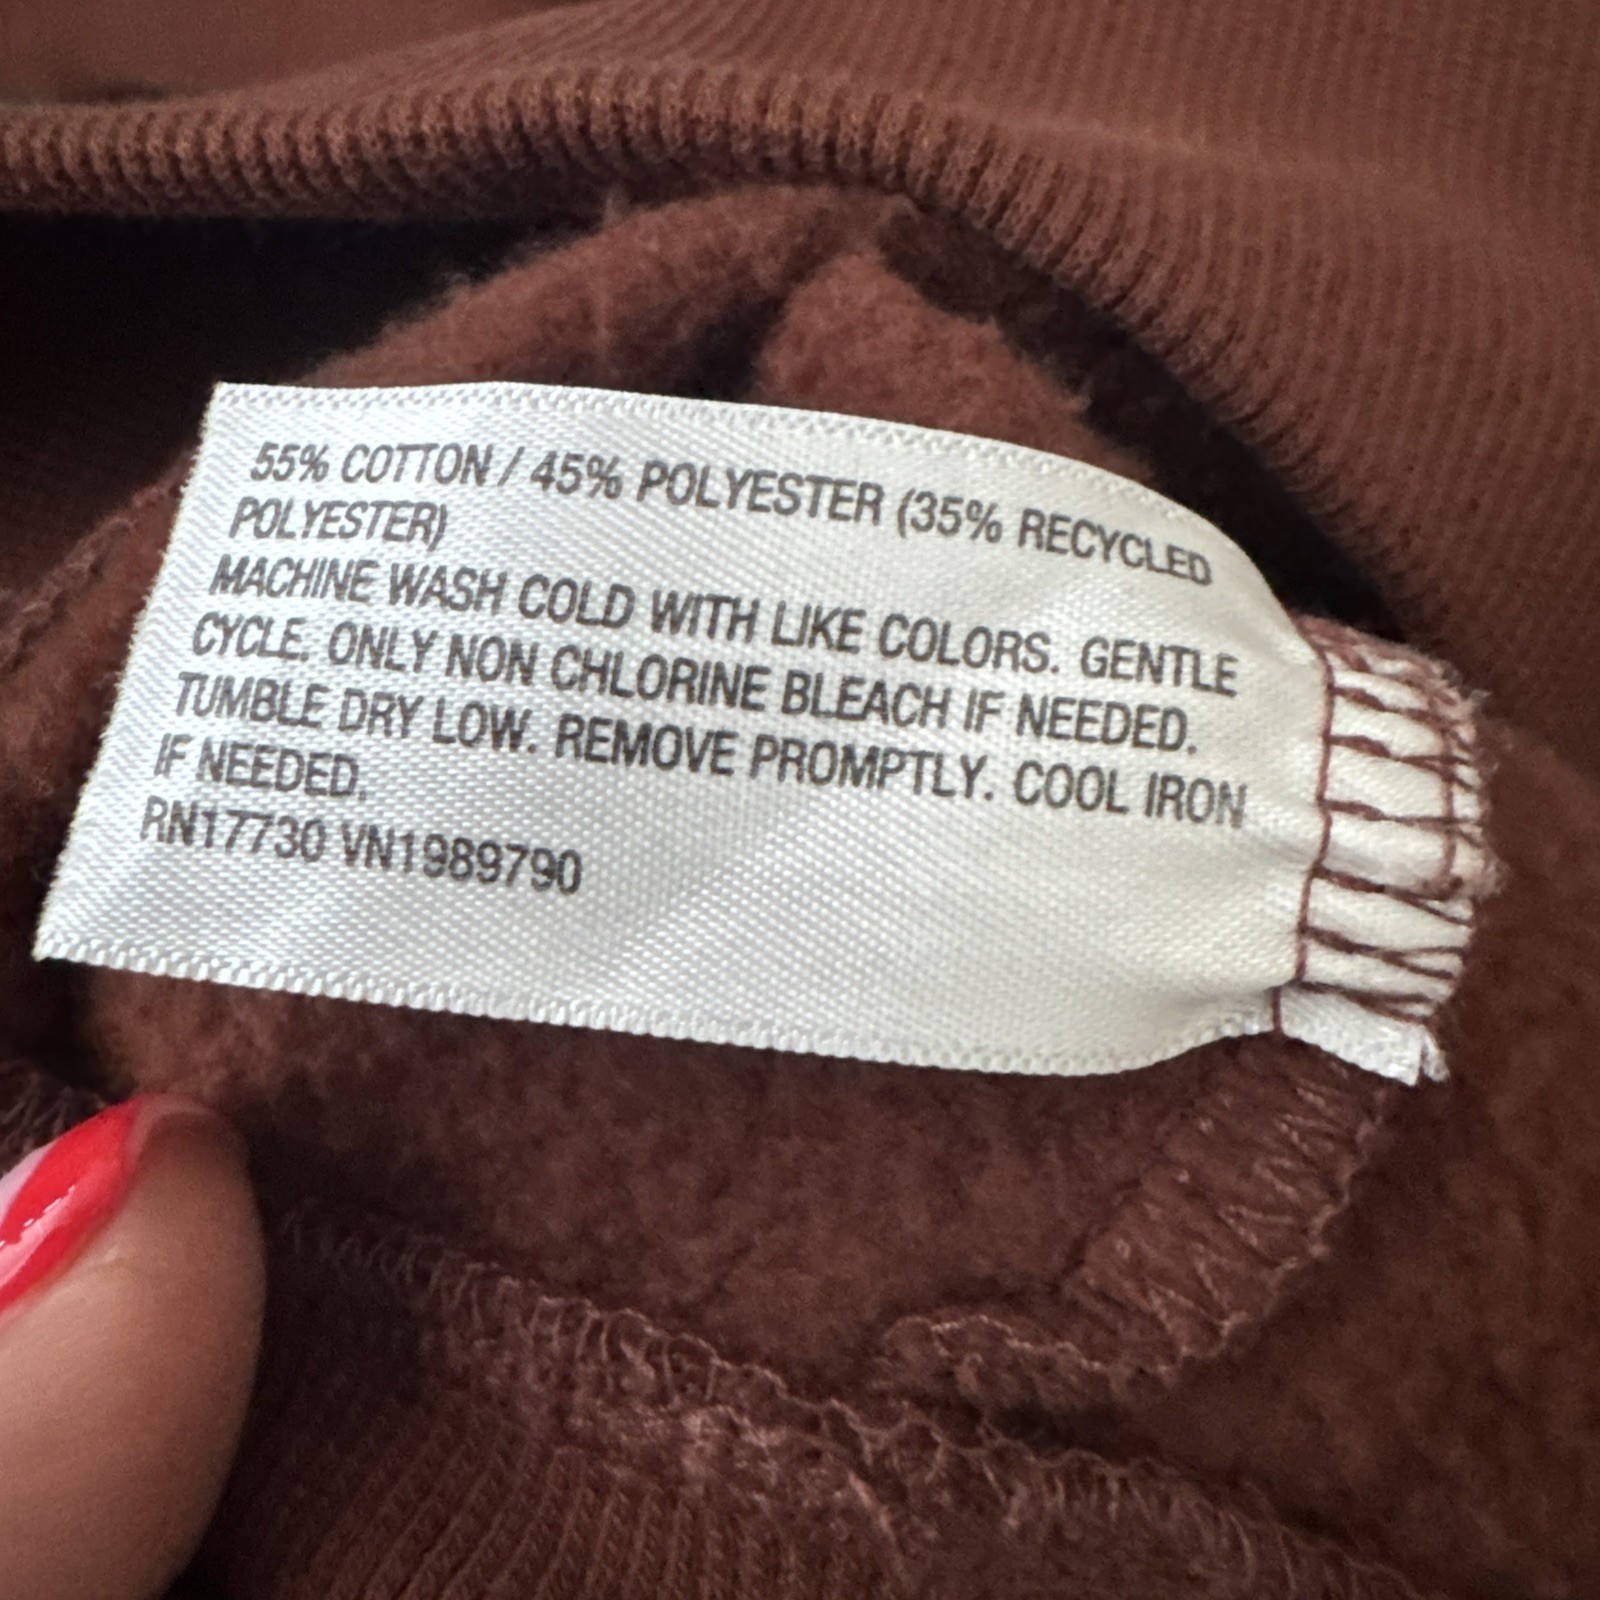 55% COTTON / 45% POLYESTER (35% RECYCLED
POLYESTER)
MACHINE WASH COLD WITH LIKE COLORS. GENTLE
CYCLE. ONLY NON CHLORINE BLEACH IF NEEDED.
TUMBLE DRY LOW. REMOVE PROMPTLY. COOL IRON
IF NEEDED.
RN17730 VN1989790